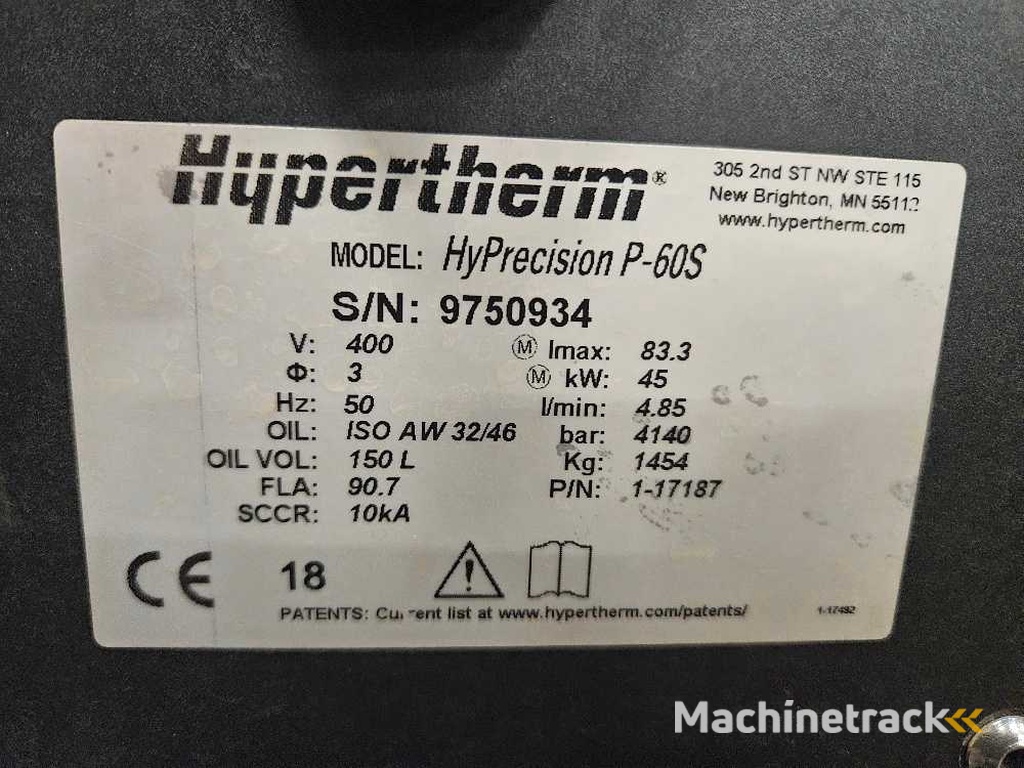 Hypertherm®
305 2nd ST NW STE 115
New Brighton, MN 55112
www.hypertherm.com
MODEL: HyPrecision P-60S
S/N: 9750934
V: 400
Φ: 3
Hz: 50
OIL: ISO AW 32/46
OIL VOL: 150 L
FLA: 90.7
SCCR: 10kA
M Imax: 83.3
M kW: 45
l/min: 4.85
bar: 4140
Kg: 1454
P/N: 1-17187
CE 18
PATENTS: Current list at www.hypertherm.com/patents/
1-17482
Machinetrack